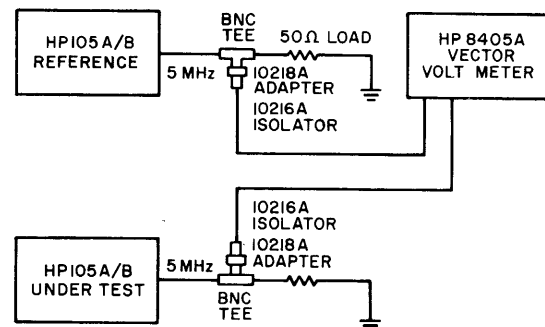 HP105A/B
REFERENCE
5 MHz
BNC
TEE
50Ω LOAD
10218A
ADAPTER
10216A
ISOLATOR
HP 8405A
VECTOR
VOLT METER
10216A
ISOLATOR
10218A
ADAPTER
HP105A/B
UNDER TEST
5 MHz
BNC
TEE